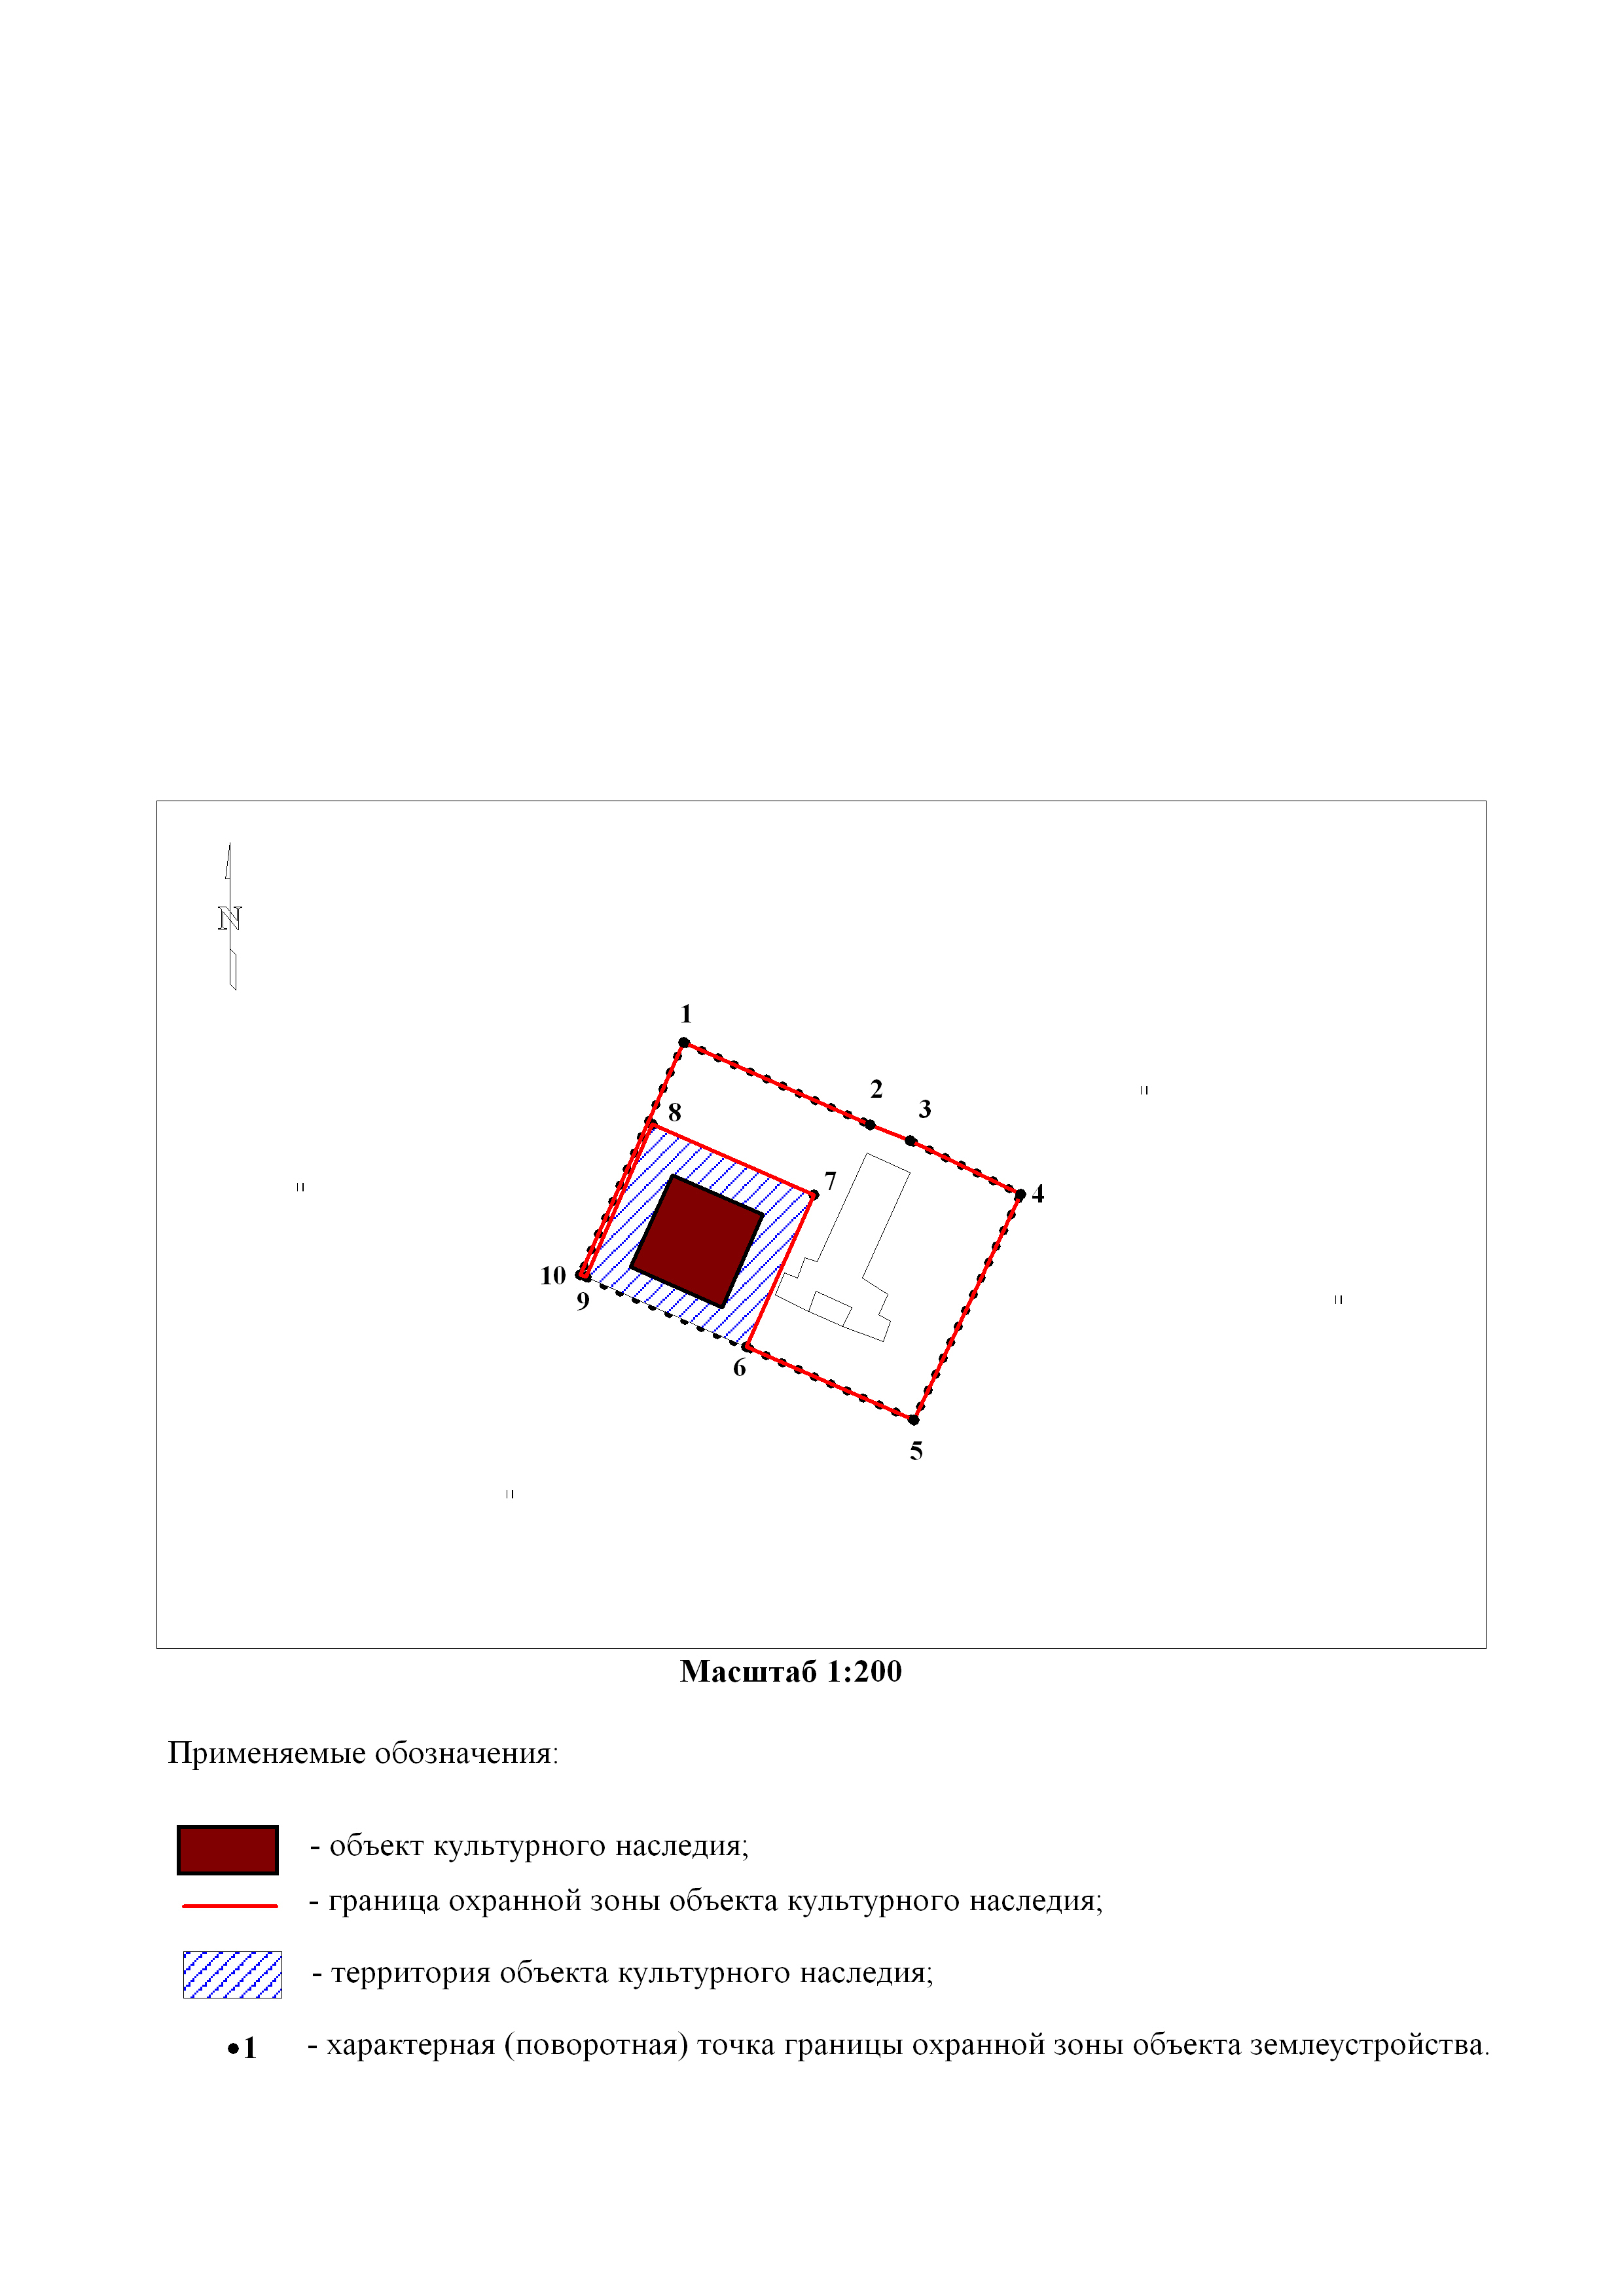 N
1
2
3
8
7
4
10
9
6
5
Масштаб 1:200
Применяемые обозначения:
- объект культурного наследия;
- граница охранной зоны объекта культурного наследия;
- территория объекта культурного наследия;
1 - характерная (поворотная) точка границы охранной зоны объекта землеустройства.